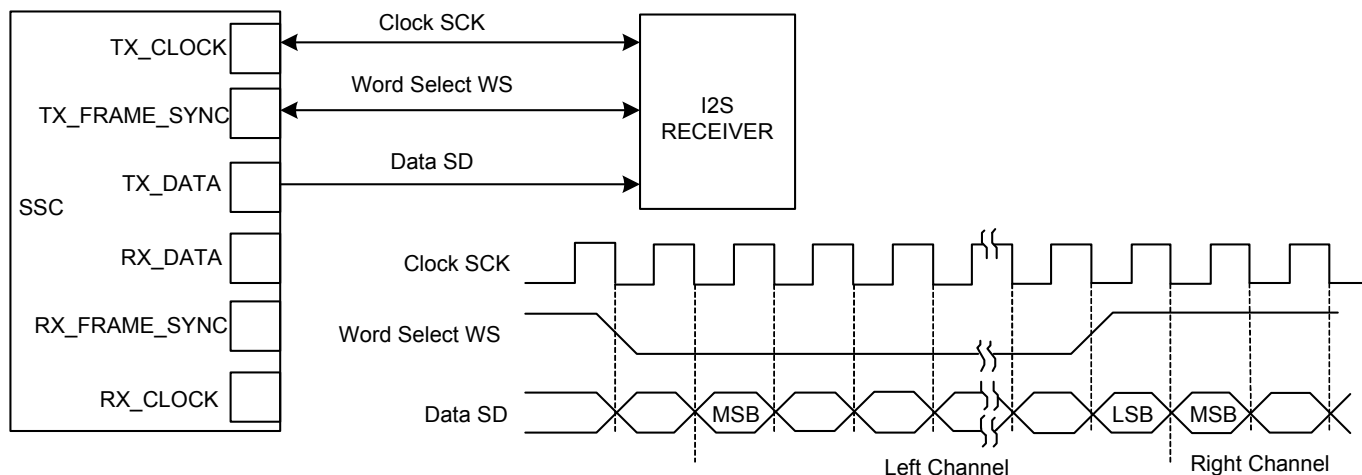 Clock SCK
TX_CLOCK
Word Select WS
TX_FRAME_SYNC
I2S
RECEIVER
Data SD
TX_DATA
SSC
RX_DATA
Clock SCK
RX_FRAME_SYNC
Word Select WS
RX_CLOCK
Data SD
MSB
LSB
MSB
Left Channel
Right Channel